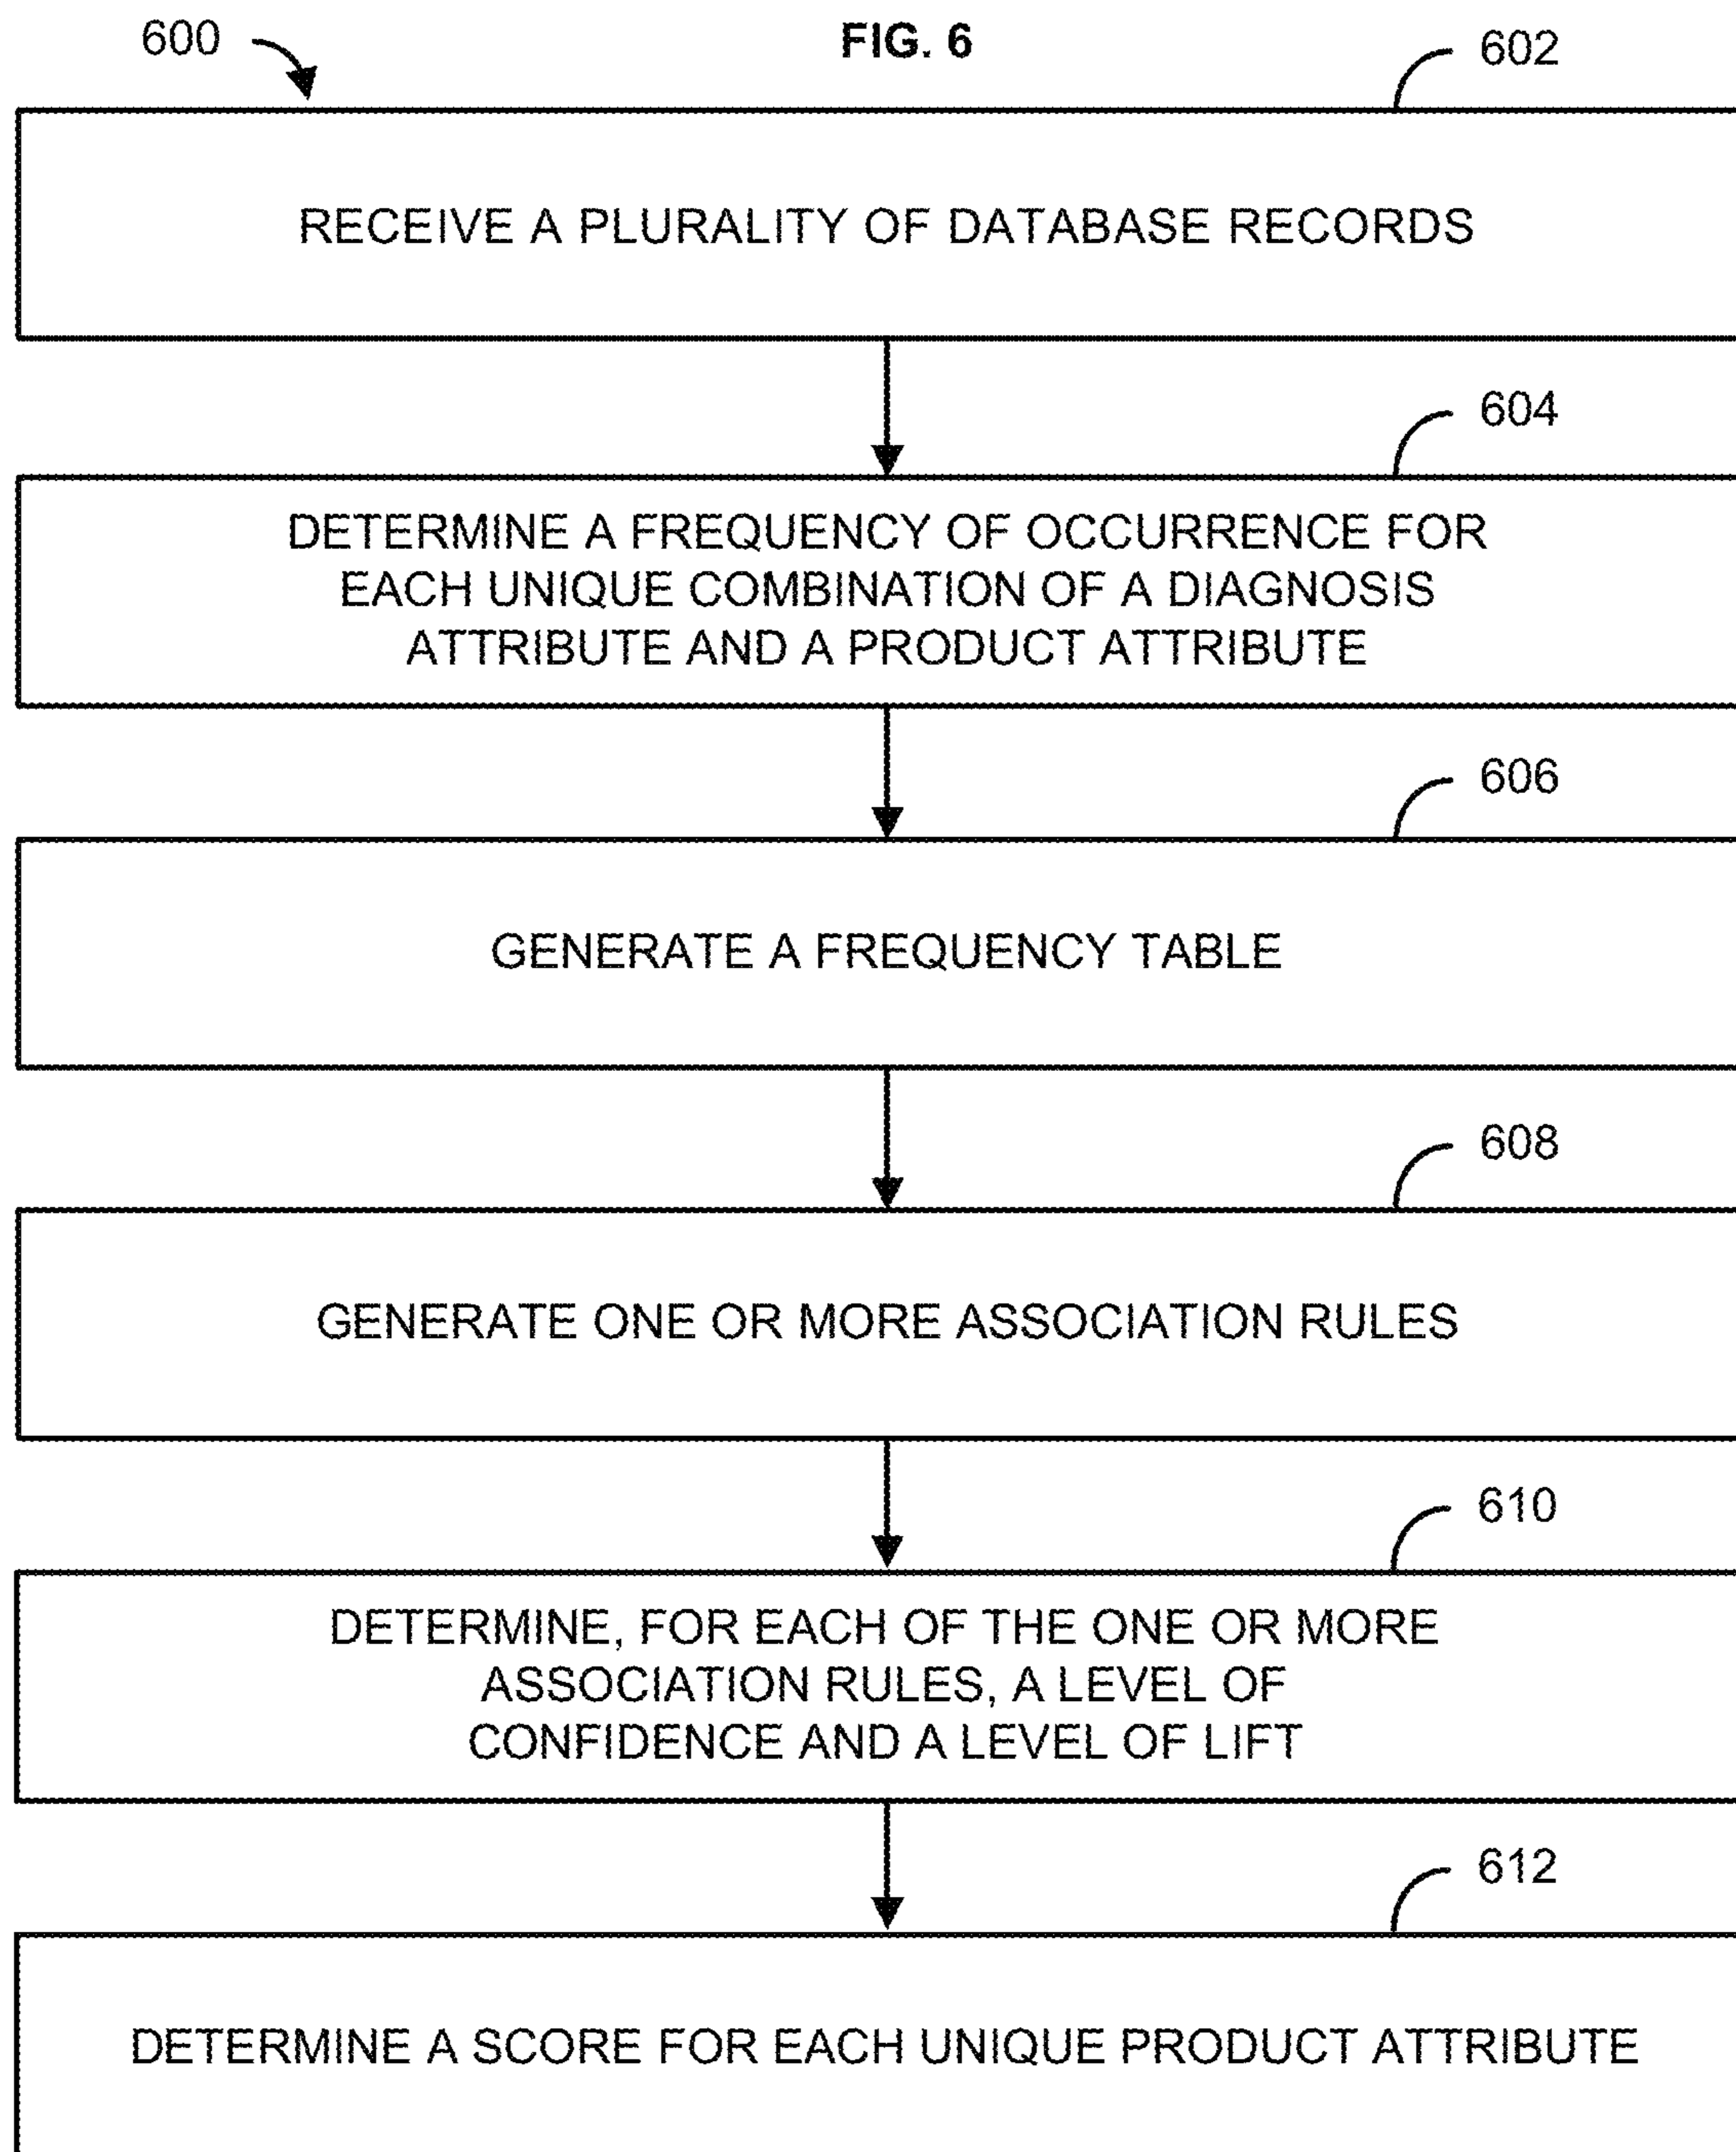 600
FIG. 6
602
RECEIVE A PLURALITY OF DATABASE RECORDS
604
DETERMINE A FREQUENCY OF OCCURRENCE FOR
EACH UNIQUE COMBINATION OF A DIAGNOSIS
ATTRIBUTE AND A PRODUCT ATTRIBUTE
606
GENERATE A FREQUENCY TABLE
608
GENERATE ONE OR MORE ASSOCIATION RULES
610
DETERMINE, FOR EACH OF THE ONE OR MORE
ASSOCIATION RULES, A LEVEL OF
CONFIDENCE AND A LEVEL OF LIFT
612
DETERMINE A SCORE FOR EACH UNIQUE PRODUCT ATTRIBUTE